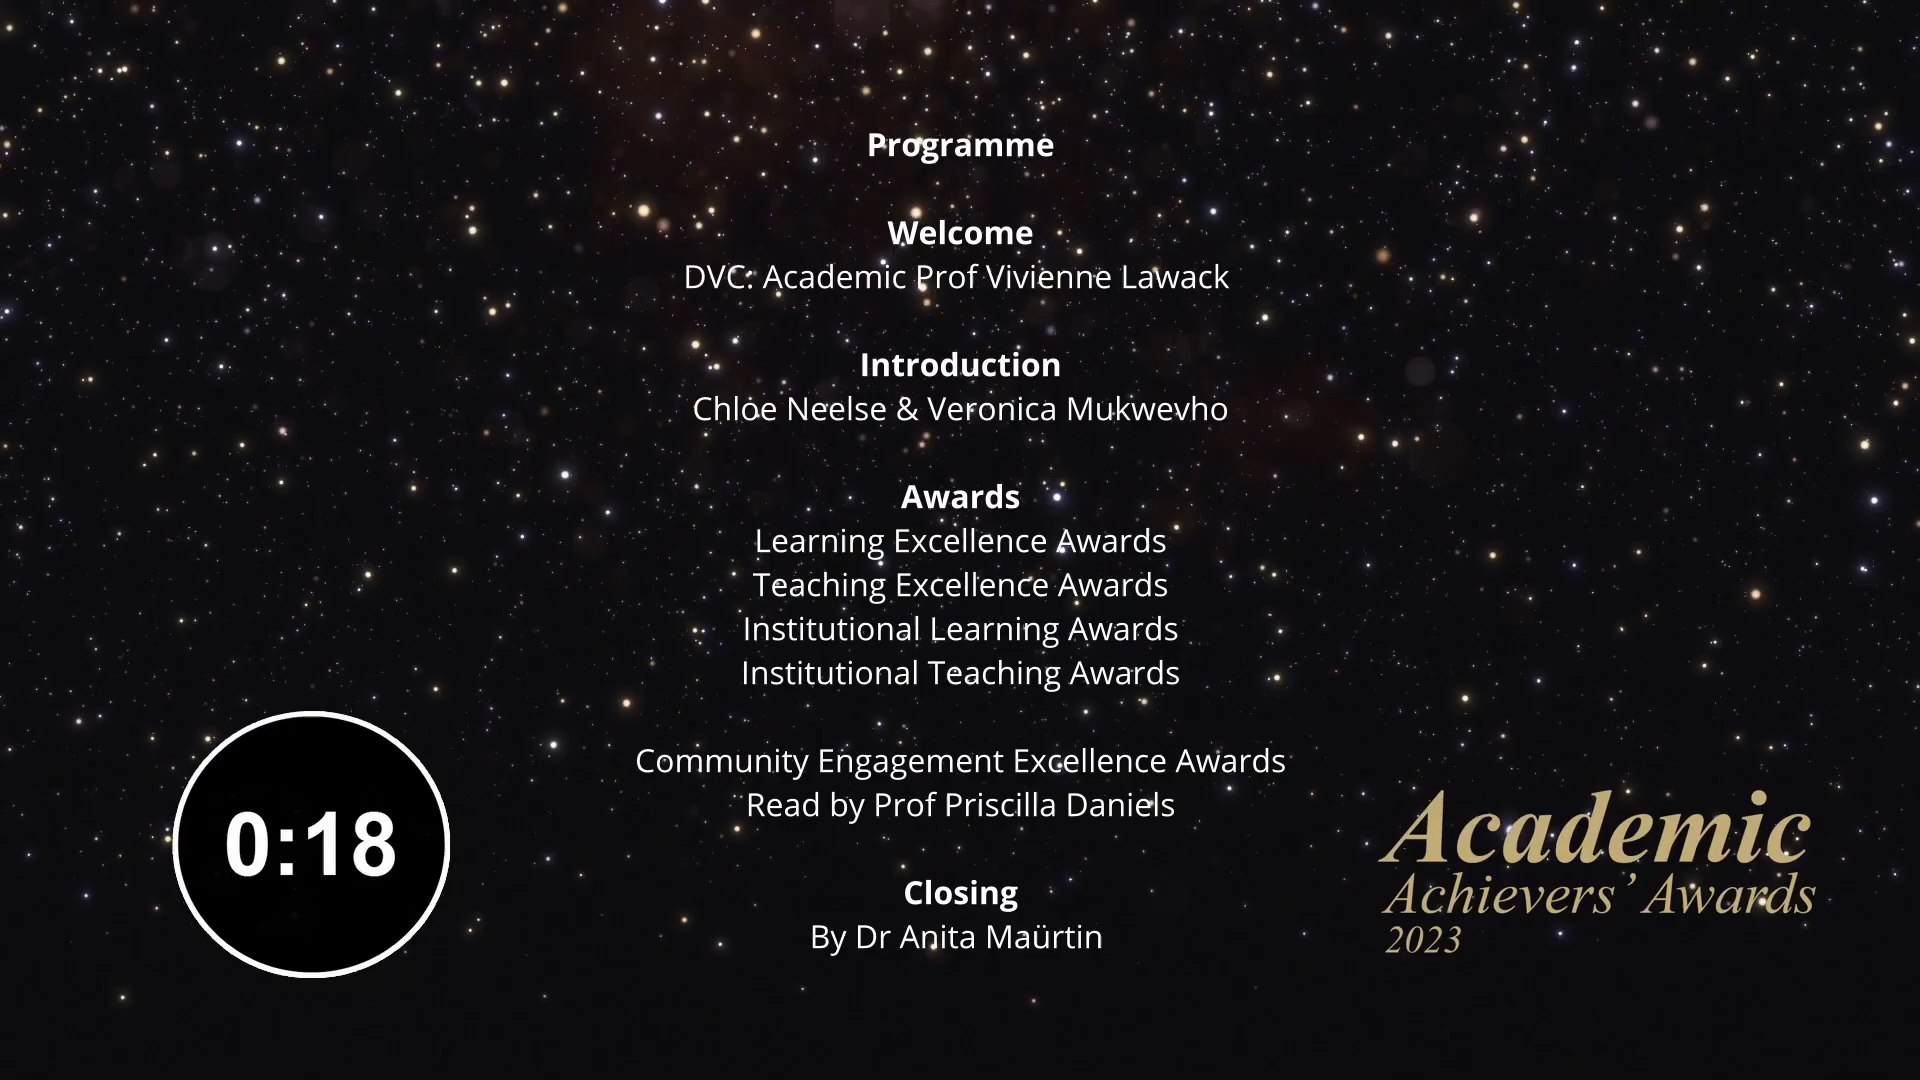 Programme
Welcome
DVC: Academic Prof Vivienne Lawack
Introduction
Chloe Neelse & Veronica Mukwevho
Awards
Learning Excellence Awards
Teaching Excellence Awards
Institutional Learning Awards
Institutional Teaching Awards
Community Engagement Excellence Awards
Read by Prof Priscilla Daniels
Closing
By Dr Anita Maürtin
0:18
Academic
Achievers’ Awards
2023